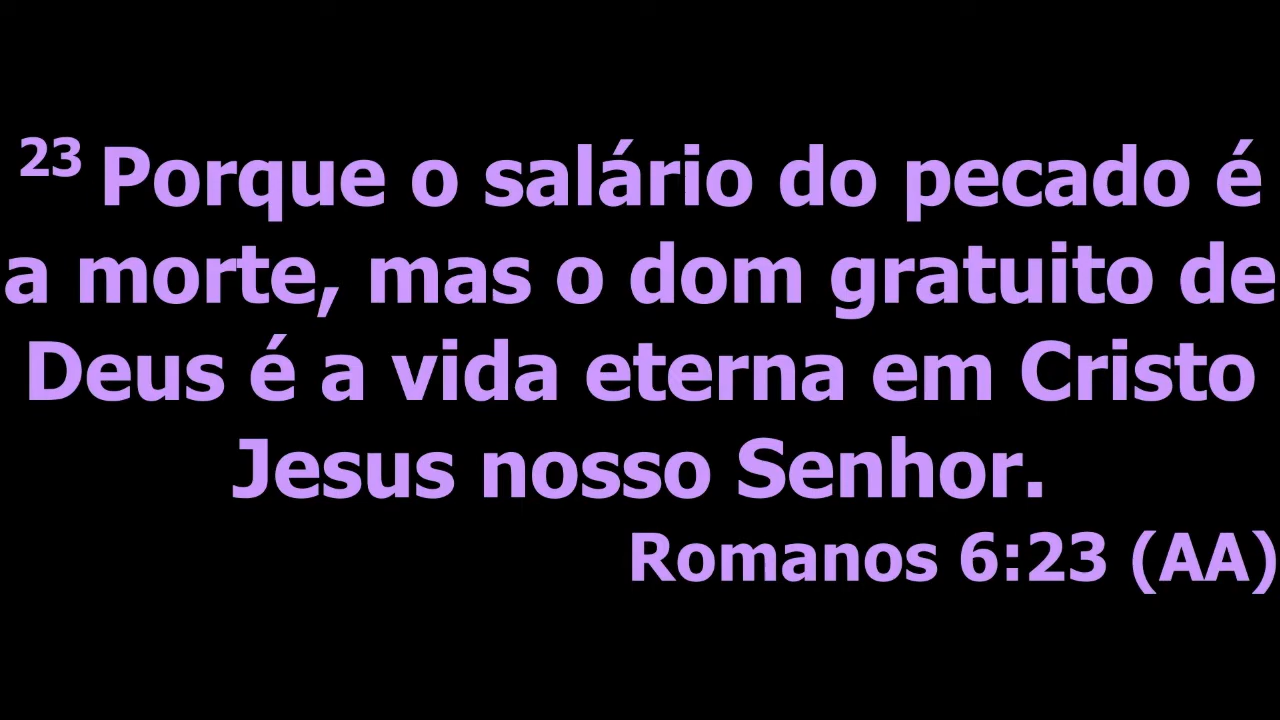 23 Porque o salário do pecado é
a morte, mas o dom gratuito de
Deus é a vida eterna em Cristo
Jesus nosso Senhor.
Romanos 6:23 (AA)